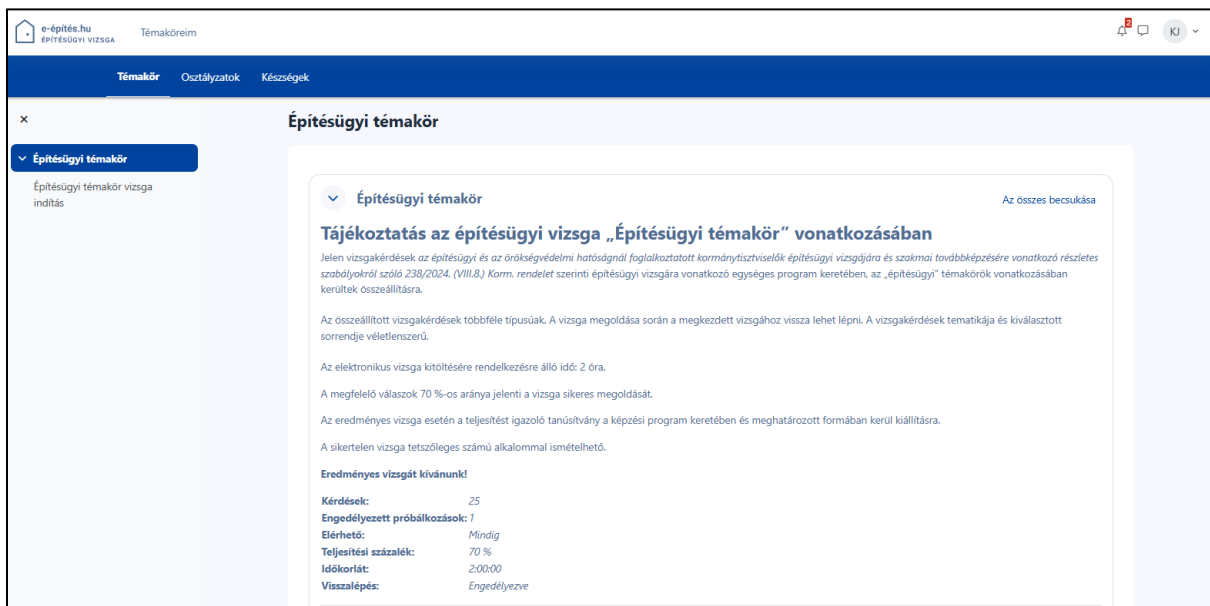 e-építés.hu
ÉPÍTÉSÜGYI VIZSGA
Témaköreim
2
KJ
Témakör Osztályzatok Készségek
Építésügyi témakör
Építésügyi témakör vizsga
indítás
Építésügyi témakör
Építésügyi témakör
Az összes becsukása
Tájékoztatás az építésügyi vizsga „Építésügyi témakör” vonatkozásában
Jelen vizsgakérdések az építésügyi és az örökségvédelmi hatóságnál foglalkoztatott kormánytisztviselők építésügyi vizsgájára és szakmai továbbképzésére vonatkozó részletes
szabályokról szóló 238/2024. (VIII.8.) Korm. rendelet szerinti építésügyi vizsgára vonatkozó egységes program keretében, az „építésügyi” témakörök vonatkozásában
kerültek összeállításra.
Az összeállított vizsgakérdések többféle típusúak. A vizsga megoldása során a megkezdett vizsgához vissza lehet lépni. A vizsgakérdések tematikája és kiválasztott
sorrendje véletlenszerű.
Az elektronikus vizsga kitöltésére rendelkezésre álló idő: 2 óra.
A megfelelő válaszok 70 %-os aránya jelenti a vizsga sikeres megoldását.
Az eredményes vizsga esetén a teljesítést igazoló tanúsítvány a képzési program keretében és meghatározott formában kerül kiállításra.
A sikertelen vizsga tetszőleges számú alkalommal ismételhető.
Eredményes vizsgát kívánunk!
Kérdések: 25
Engedélyezett próbálkozások: 1
Elérhető: Mindig
Teljesítési százalék: 70 %
Időkorlát: 2:00:00
Visszalépés: Engedélyezve